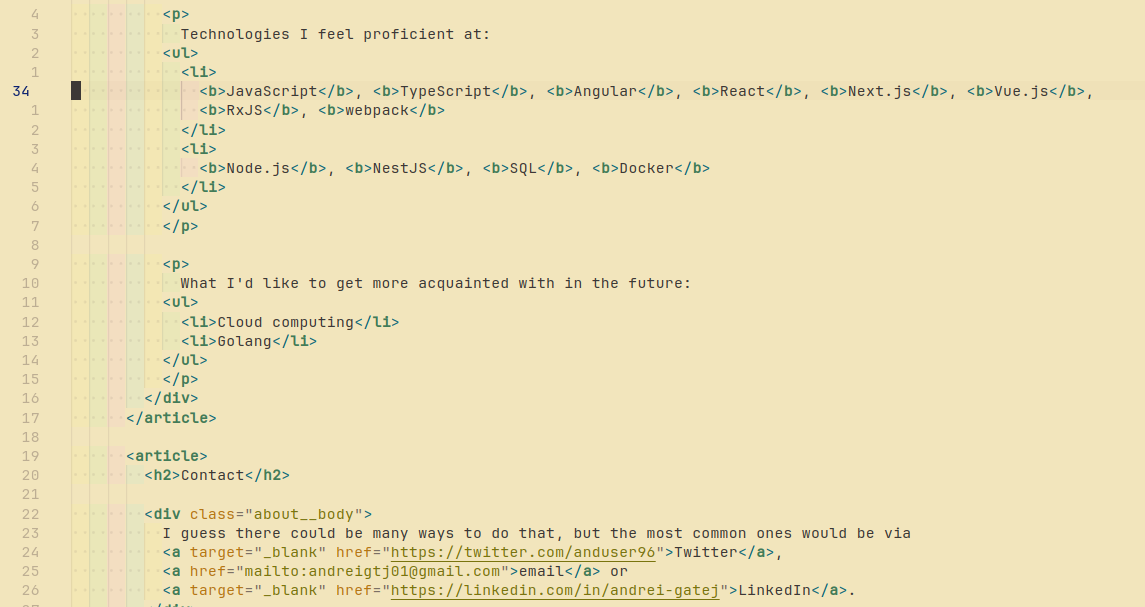 4 <p>
3 Technologies I feel proficient at:
2 <ul>
1 <li>
34 <b>JavaScript</b>, <b>TypeScript</b>, <b>Angular</b>, <b>React</b>, <b>Next.js</b>, <b>Vue.js</b>,
1 <b>RxJS</b>, <b>webpack</b>
2 </li>
3 <li>
4 <b>Node.js</b>, <b>NestJS</b>, <b>SQL</b>, <b>Docker</b>
5 </li>
6 </ul>
7 </p>
8
9 <p>
10 What I'd like to get more acquainted with in the future:
11 <ul>
12 <li>Cloud computing</li>
13 <li>Golang</li>
14 </ul>
15 </p>
16 </div>
17 </article>
18
19 <article>
20 <h2>Contact</h2>
21
22 <div class="about__body">
23 I guess there could be many ways to do that, but the most common ones would be via
24 <a target="_blank" href="https://twitter.com/anduser96">Twitter</a>,
25 <a href="mailto:andreigtj01@gmail.com">email</a> or
26 <a target="_blank" href="https://linkedin.com/in/andrei-gatej">LinkedIn</a>.